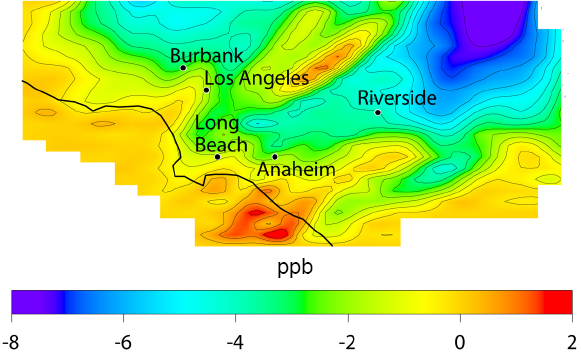 Burbank
Los Angeles
Riverside
Long
Beach
Anaheim
ppb
-8 -6 -4 -2 0 2